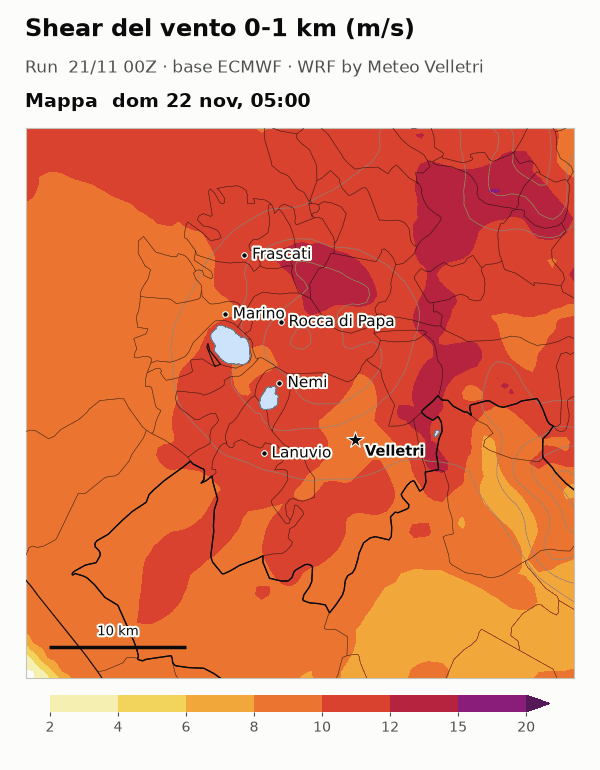 Shear del vento 0-1 km (m/s)
Run  21/11 00Z · base ECMWF · WRF by Meteo Velletri
Mappa  dom 22 nov, 05:00
Frascati
Marino
Rocca di Papa
Nemi
Velletri
Lanuvio
10 km
2 4 6 8 10 12 15 20